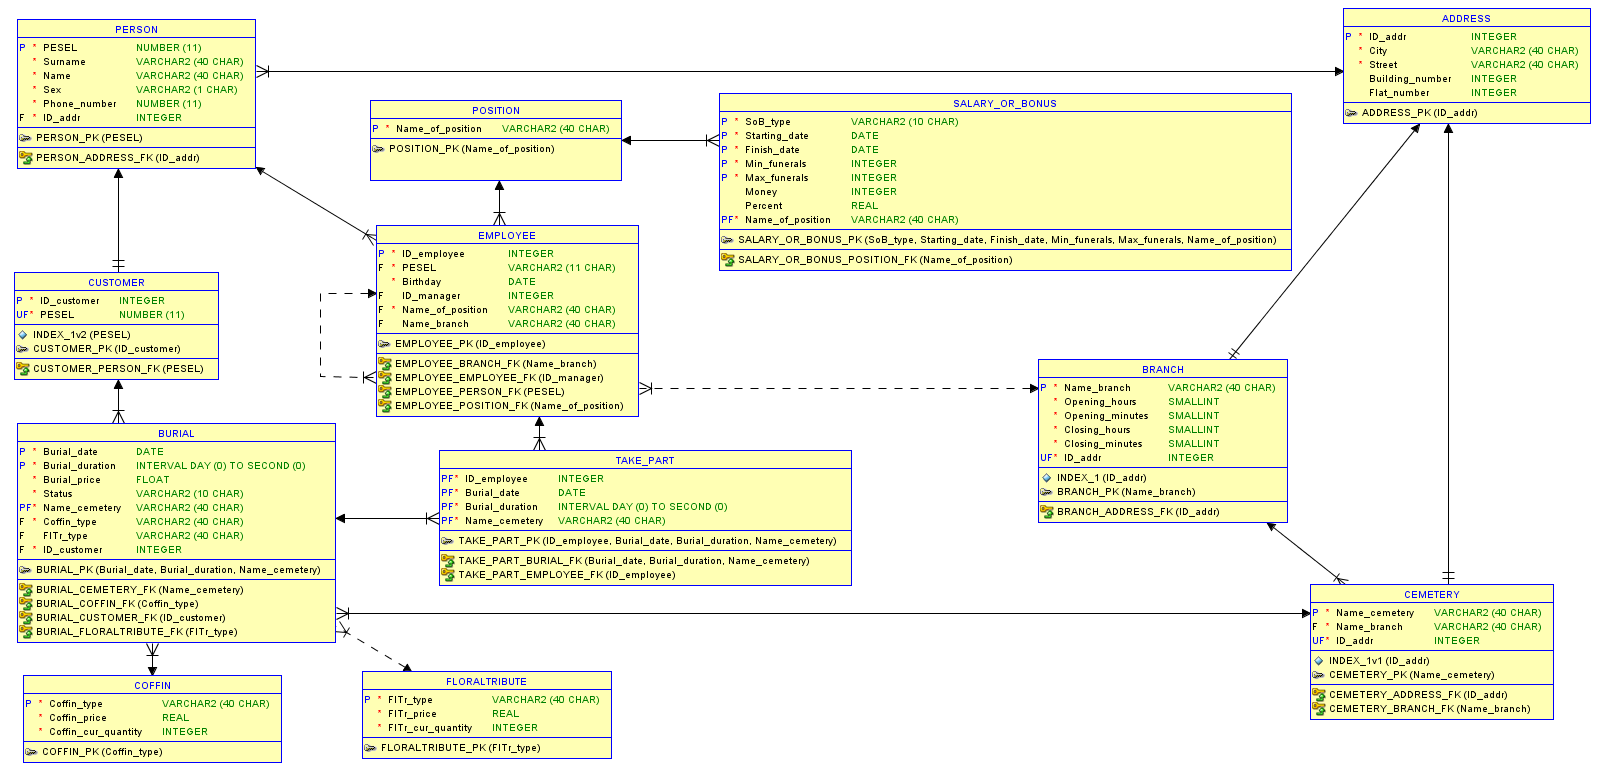 PERSON
P * PESEL NUMBER (11)
* Surname VARCHAR2 (40 CHAR)
* Name VARCHAR2 (40 CHAR)
* Sex VARCHAR2 (1 CHAR)
* Phone_number NUMBER (11)
F * ID_addr INTEGER
PERSON_PK (PESEL)
PERSON_ADDRESS_FK (ID_addr)
POSITION
P * Name_of_position VARCHAR2 (40 CHAR)
POSITION_PK (Name_of_position)
SALARY_OR_BONUS
P * SoB_type VARCHAR2 (10 CHAR)
P * Starting_date DATE
P * Finish_date DATE
P * Min_funerals INTEGER
P * Max_funerals INTEGER
Money INTEGER
Percent REAL
PF* Name_of_position VARCHAR2 (40 CHAR)
SALARY_OR_BONUS_PK (SoB_type, Starting_date, Finish_date, Min_funerals, Max_funerals, Name_of_position)
SALARY_OR_BONUS_POSITION_FK (Name_of_position)
ADDRESS
P * ID_addr INTEGER
* City VARCHAR2 (40 CHAR)
* Street VARCHAR2 (40 CHAR)
Building_number INTEGER
Flat_number INTEGER
ADDRESS_PK (ID_addr)
CUSTOMER
P * ID_customer INTEGER
UF* PESEL NUMBER (11)
INDEX_1v2 (PESEL)
CUSTOMER_PK (ID_customer)
CUSTOMER_PERSON_FK (PESEL)
EMPLOYEE
P * ID_employee INTEGER
F * PESEL VARCHAR2 (11 CHAR)
* Birthday DATE
F ID_manager INTEGER
F * Name_of_position VARCHAR2 (40 CHAR)
F Name_branch VARCHAR2 (40 CHAR)
EMPLOYEE_PK (ID_employee)
EMPLOYEE_BRANCH_FK (Name_branch)
EMPLOYEE_EMPLOYEE_FK (ID_manager)
EMPLOYEE_PERSON_FK (PESEL)
EMPLOYEE_POSITION_FK (Name_of_position)
BRANCH
P * Name_branch VARCHAR2 (40 CHAR)
* Opening_hours SMALLINT
* Opening_minutes SMALLINT
* Closing_hours SMALLINT
* Closing_minutes SMALLINT
UF* ID_addr INTEGER
INDEX_1 (ID_addr)
BRANCH_PK (Name_branch)
BRANCH_ADDRESS_FK (ID_addr)
BURIAL
P * Burial_date DATE
P * Burial_duration INTERVAL DAY (0) TO SECOND (0)
* Burial_price FLOAT
* Status VARCHAR2 (10 CHAR)
PF* Name_cemetery VARCHAR2 (40 CHAR)
F * Coffin_type VARCHAR2 (40 CHAR)
F FlTr_type VARCHAR2 (40 CHAR)
F * ID_customer INTEGER
BURIAL_PK (Burial_date, Burial_duration, Name_cemetery)
BURIAL_CEMETERY_FK (Name_cemetery)
BURIAL_COFFIN_FK (Coffin_type)
BURIAL_CUSTOMER_FK (ID_customer)
BURIAL_FLORALTRIBUTE_FK (FlTr_type)
TAKE_PART
PF* ID_employee INTEGER
PF* Burial_date DATE
PF* Burial_duration INTERVAL DAY (0) TO SECOND (0)
PF* Name_cemetery VARCHAR2 (40 CHAR)
TAKE_PART_PK (ID_employee, Burial_date, Burial_duration, Name_cemetery)
TAKE_PART_BURIAL_FK (Burial_date, Burial_duration, Name_cemetery)
TAKE_PART_EMPLOYEE_FK (ID_employee)
CEMETERY
P * Name_cemetery VARCHAR2 (40 CHAR)
F * Name_branch VARCHAR2 (40 CHAR)
UF* ID_addr INTEGER
INDEX_1v1 (ID_addr)
CEMETERY_PK (Name_cemetery)
CEMETERY_ADDRESS_FK (ID_addr)
CEMETERY_BRANCH_FK (Name_branch)
COFFIN
P * Coffin_type VARCHAR2 (40 CHAR)
* Coffin_price REAL
* Coffin_cur_quantity INTEGER
COFFIN_PK (Coffin_type)
FLORALTRIBUTE
P * FlTr_type VARCHAR2 (40 CHAR)
* FlTr_price REAL
* FlTr_cur_quantity INTEGER
FLORALTRIBUTE_PK (FlTr_type)